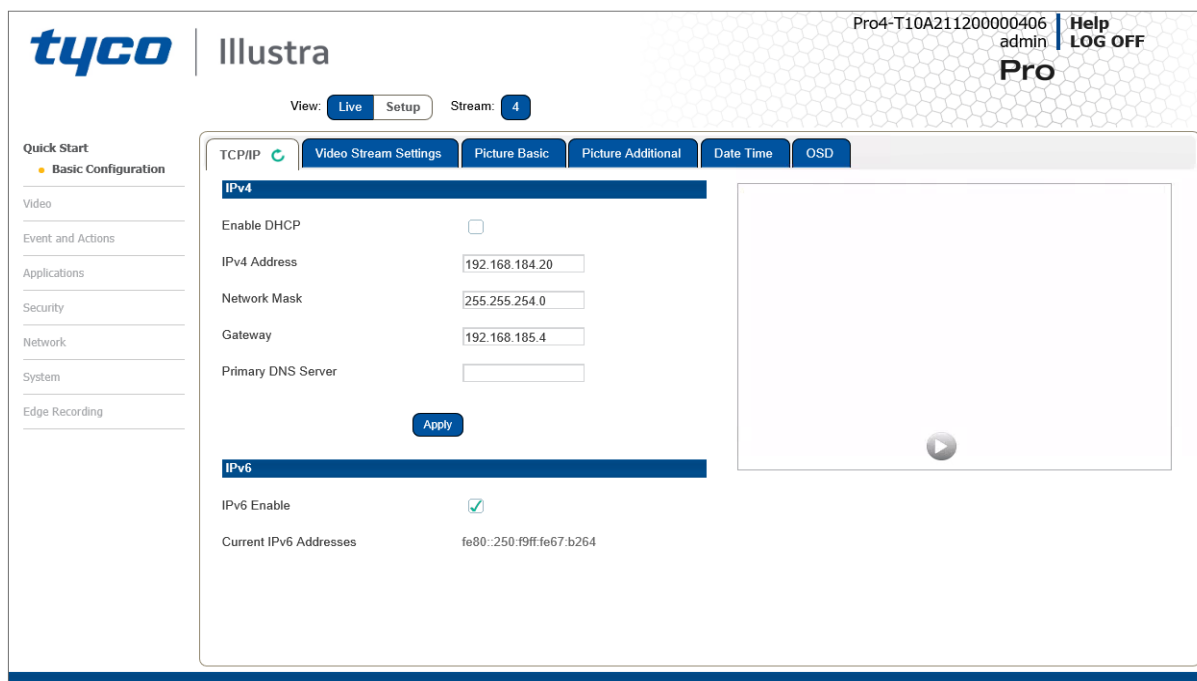 Pro4-T10A211200000406 Help
admin LOG OFF
tyco Illustra
Pro
View: Live Setup Stream: 4
Quick Start
Basic Configuration
Video
Event and Actions
Applications
Security
Network
System
Edge Recording
TCP/IP Video Stream Settings Picture Basic Picture Additional Date Time OSD
IPv4
Enable DHCP
IPv4 Address 192.168.184.20
Network Mask 255.255.254.0
Gateway 192.168.185.4
Primary DNS Server
Apply
IPv6
IPv6 Enable
Current IPv6 Addresses fe80::250:f9ff:fe67:b264